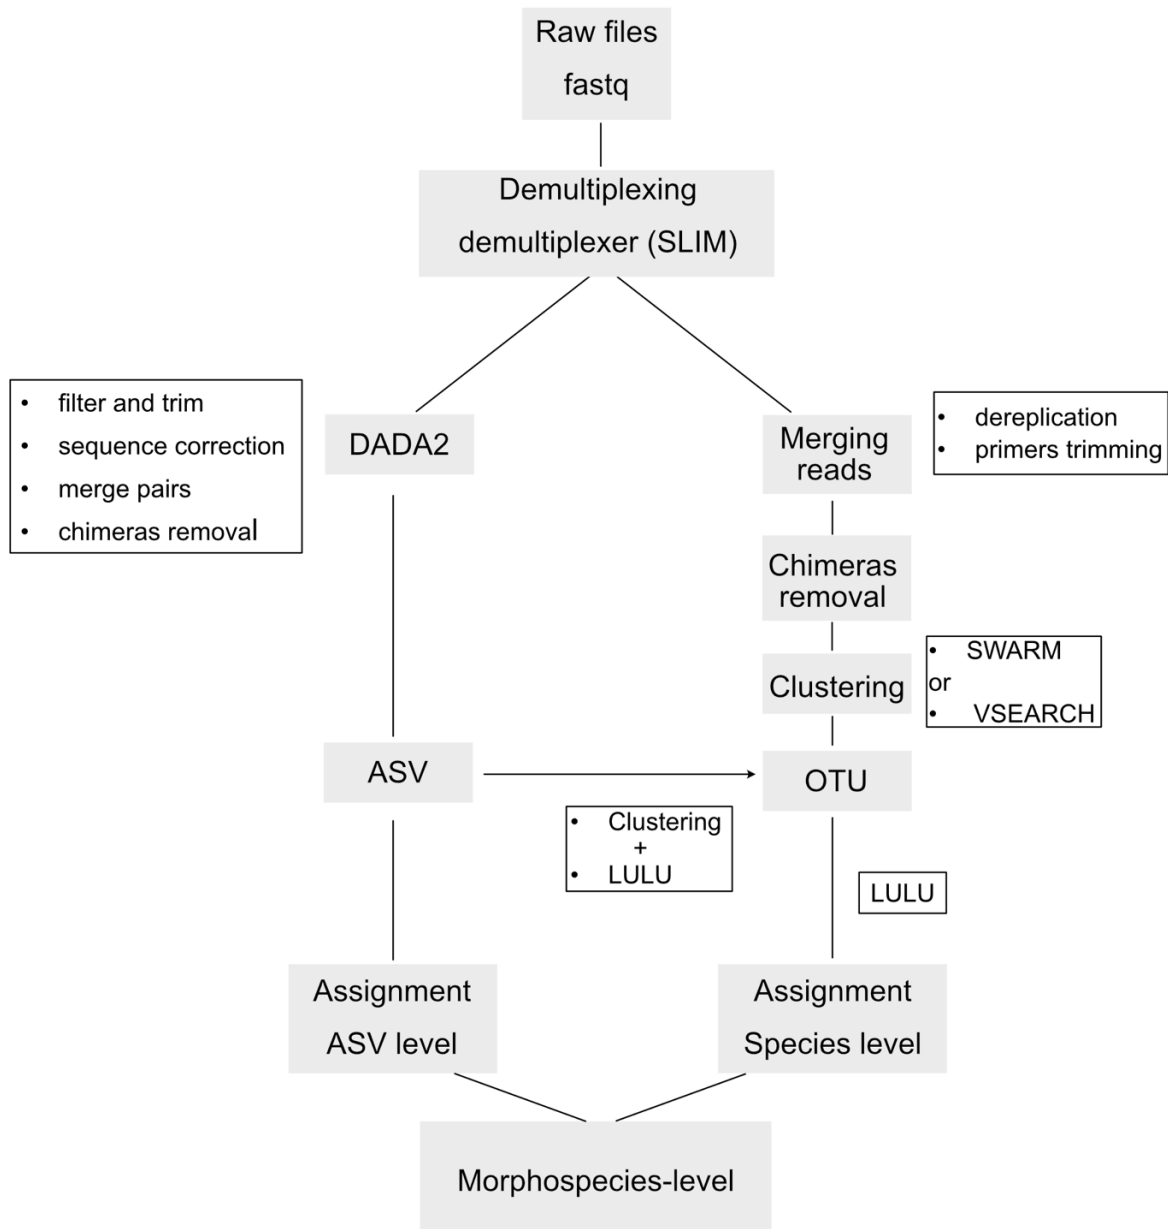 Raw files
fastq
Demultiplexing
demultiplexer (SLIM)
• filter and trim
• sequence correction
• merge pairs
• chimeras removal
DADA2
Merging
reads
• dereplication
• primers trimming
Chimeras
removal
Clustering
• SWARM
or
• VSEARCH
ASV
OTU
• Clustering
+
• LULU
LULU
Assignment
ASV level
Assignment
Species level
Morphospecies-level